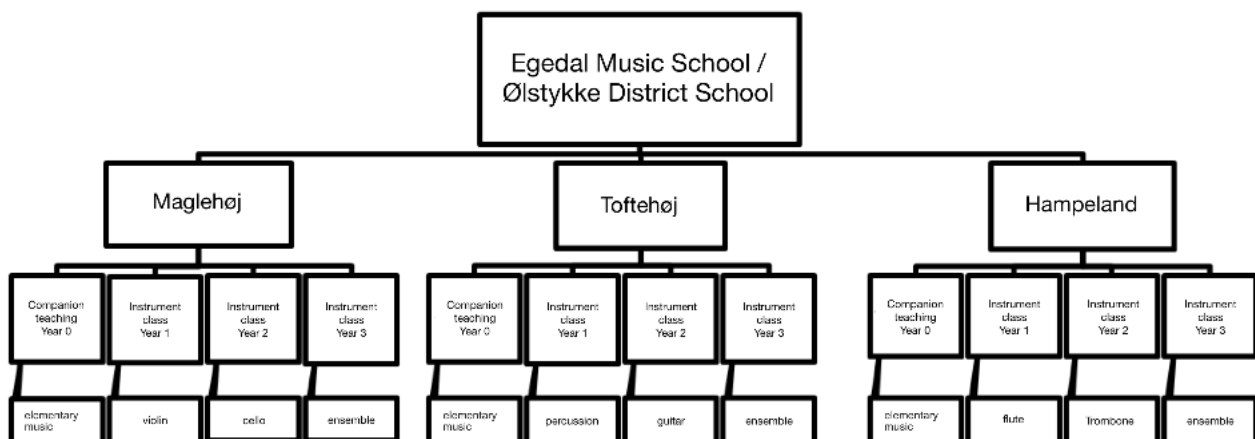 Egedal Music School /
Ølstykke District School
Maglehøj
Toftehøj
Hampeland
Companion
teaching
Year 0
Instrument
class
Year 1
Instrument
class
Year 2
Instrument
class
Year 3
Companion
teaching
Year 0
Instrument
class
Year 1
Instrument
class
Year 2
Instrument
class
Year 3
Companion
teaching
Year 0
Instrument
class
Year 1
Instrument
class
Year 2
Instrument
class
Year 3
elementary
music
violin
cello
ensemble
elementary
music
percussion
guitar
ensemble
elementary
music
flute
Trombone
ensemble